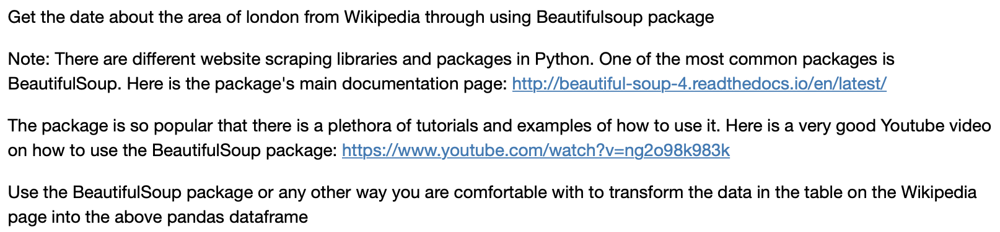 Get the date about the area of london from Wikipedia through using Beautifulsoup package
Note: There are different website scraping libraries and packages in Python. One of the most common packages is
BeautifulSoup. Here is the package's main documentation page: http://beautiful-soup-4.readthedocs.io/en/latest/
The package is so popular that there is a plethora of tutorials and examples of how to use it. Here is a very good Youtube video
on how to use the BeautifulSoup package: https://www.youtube.com/watch?v=ng2o98k983k
Use the BeautifulSoup package or any other way you are comfortable with to transform the data in the table on the Wikipedia
page into the above pandas dataframe